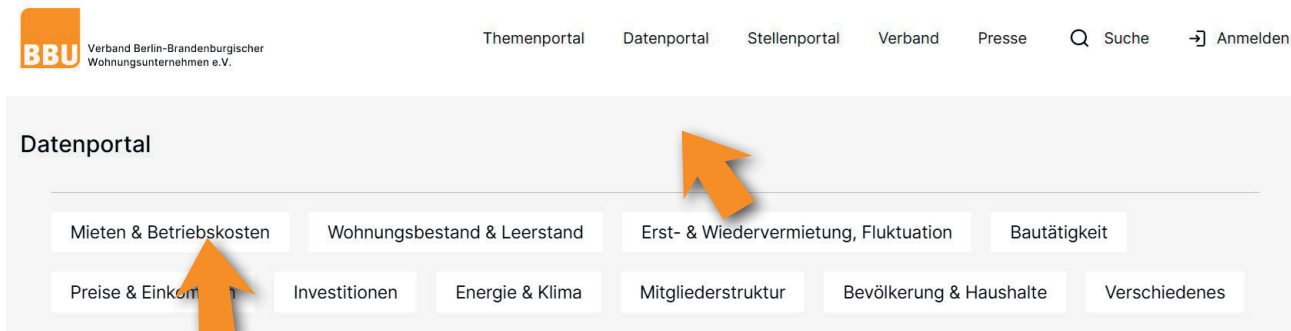 BBU Verband Berlin-Brandenburgischer
Wohnungsunternehmen e.V.
Themenportal Datenportal Stellenportal Verband Presse Suche Anmelden
Datenportal
Mieten & Betriebskosten Wohnungsbestand & Leerstand Erst- & Wiedervermietung, Fluktuation Bautätigkeit
Preise & Investitionen Energie & Klima Mitgliederstruktur Bevölkerung & Haushalte Verschiedenes